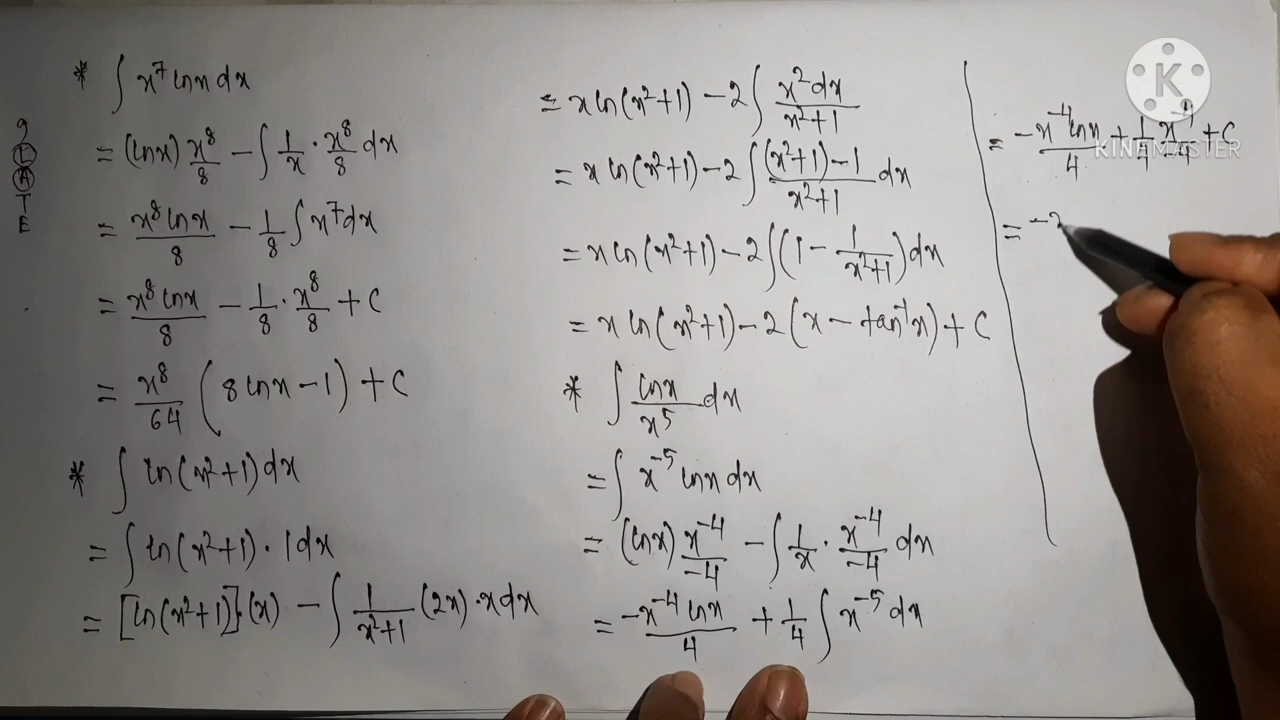 I
L
A
T
E
* ∫ x⁷ ln x dx
= (ln x) x⁸/8 − ∫ 1/x · x⁸/8 dx
= x⁸ ln x/8 − 1/8 ∫ x⁷ dx
= x⁸ ln x/8 − 1/8 · x⁸/8 + C
= x⁸/64 (8 ln x − 1) + C
* ∫ ln(x²+1) dx
= ∫ ln(x²+1) · 1 dx
= [ln(x²+1)] (x) − ∫ 1/(x²+1) (2x) · x dx
= x ln(x²+1) − 2 ∫ x² dx/(x²+1)
= x ln(x²+1) − 2 ∫ ((x²+1) − 1)/(x²+1) dx
= x ln(x²+1) − 2 ∫ (1 − 1/(x²+1)) dx
= x ln(x²+1) − 2 (x − tan⁻¹x) + C
* ∫ ln x/x⁵ dx
= ∫ x⁻⁵ ln x dx
= (ln x) x⁻⁴/−4 − ∫ 1/x · x⁻⁴/−4 dx
= −x⁻⁴ ln x/4 + 1/4 ∫ x⁻⁵ dx
K
KINEMASTER
= −x⁻⁴ ln x/4 + 1/4 x⁻⁴/−4 + C
= −